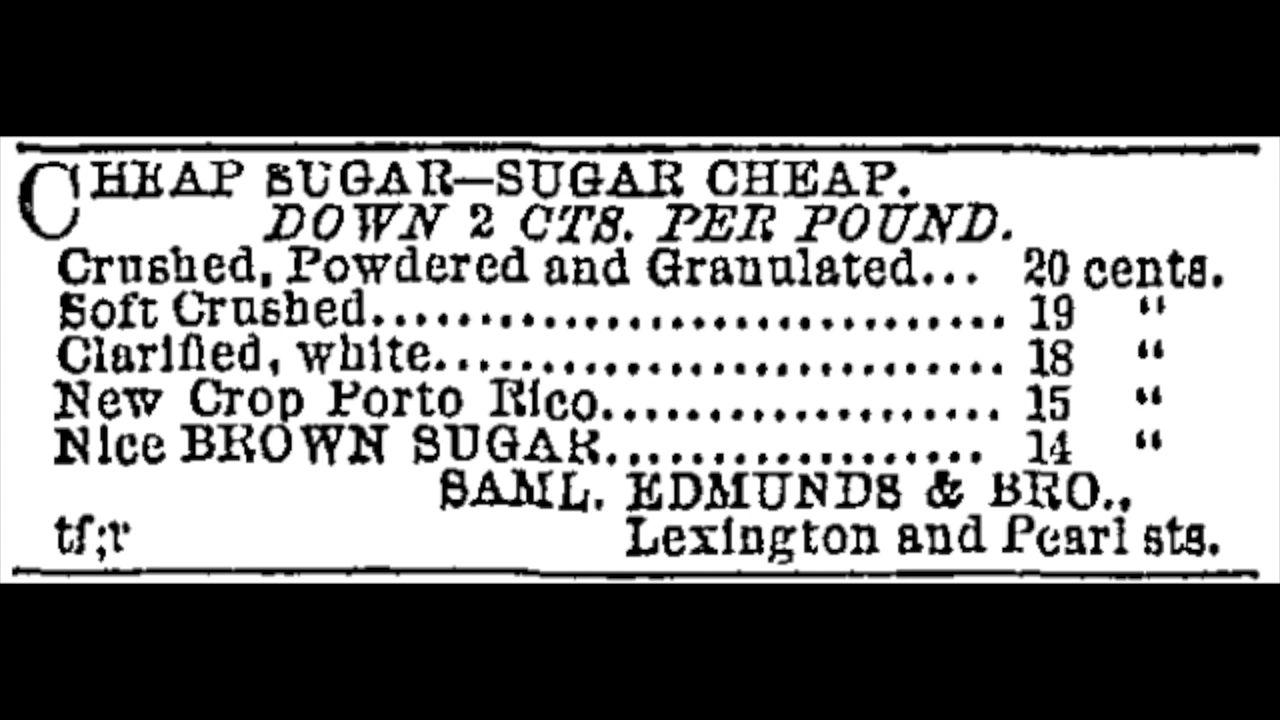 CHEAP SUGAR—SUGAR CHEAP.
DOWN 2 CTS. PER POUND.
Crushed, Powdered and Granulated... 20 cents.
Soft Crushed................................... 19 “
Clarified, white................................ 18 “
New Crop Porto Rico................... 15 “
Nice BROWN SUGAR.................. 14 “
SAML. EDMUNDS & BRO.,
tf;r Lexington and Pearl sts.